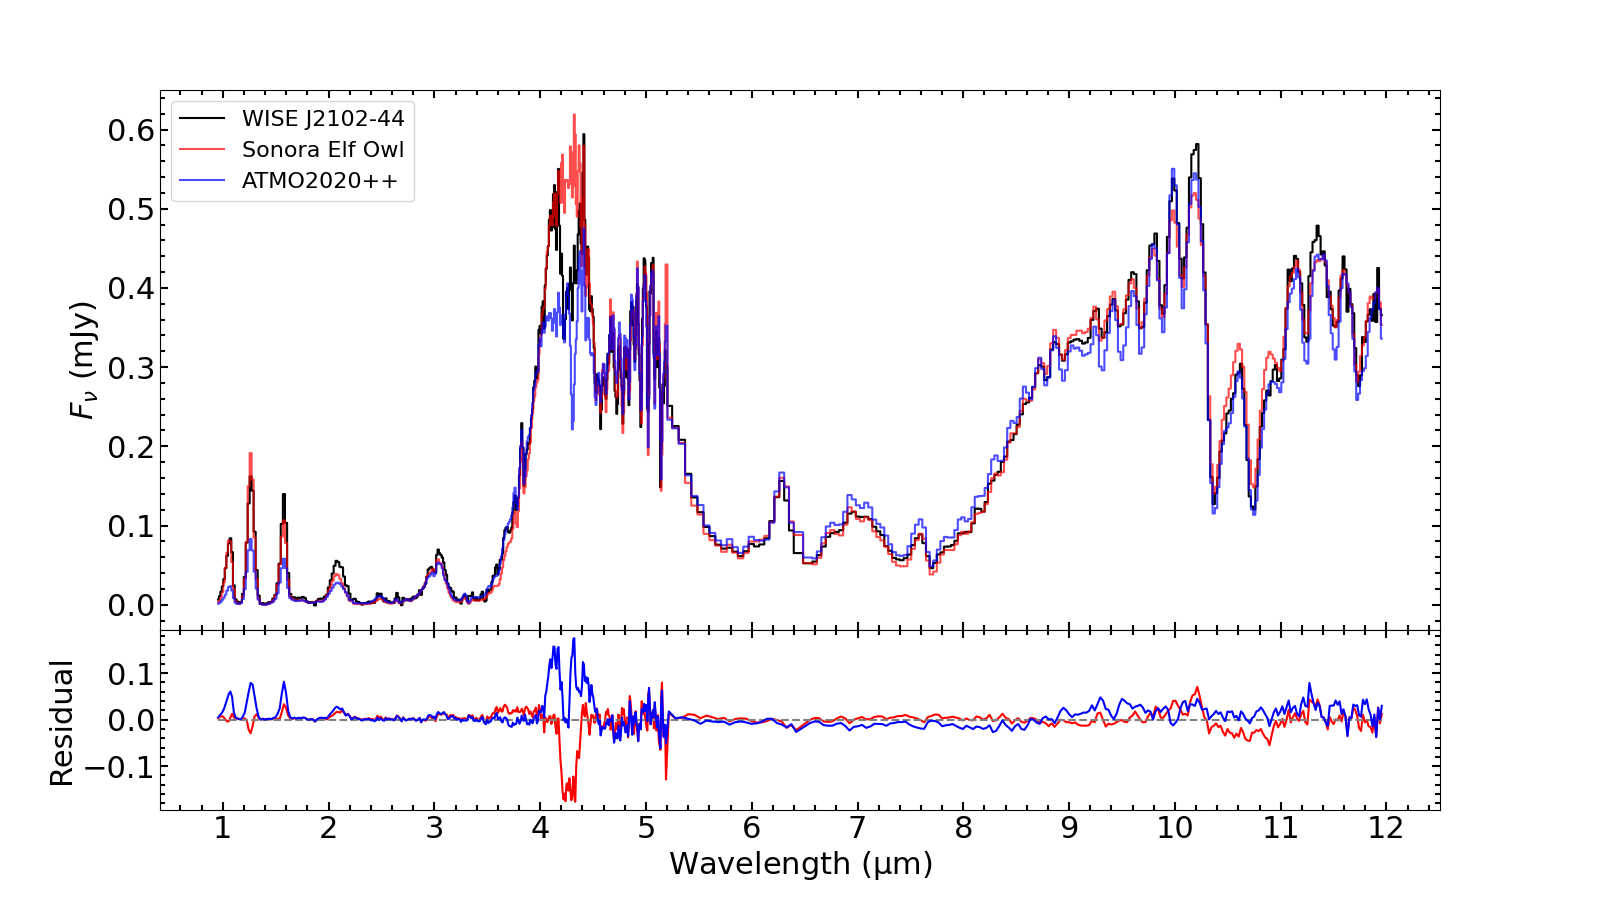 WISE J2102-44
Sonora Elf Owl
ATMO2020++
0.6
0.5
0.4
0.3
0.2
0.1
0.0
Fν (mJy)
0.1
0.0
−0.1
Residual
1 2 3 4 5 6 7 8 9 10 11 12
Wavelength (μm)